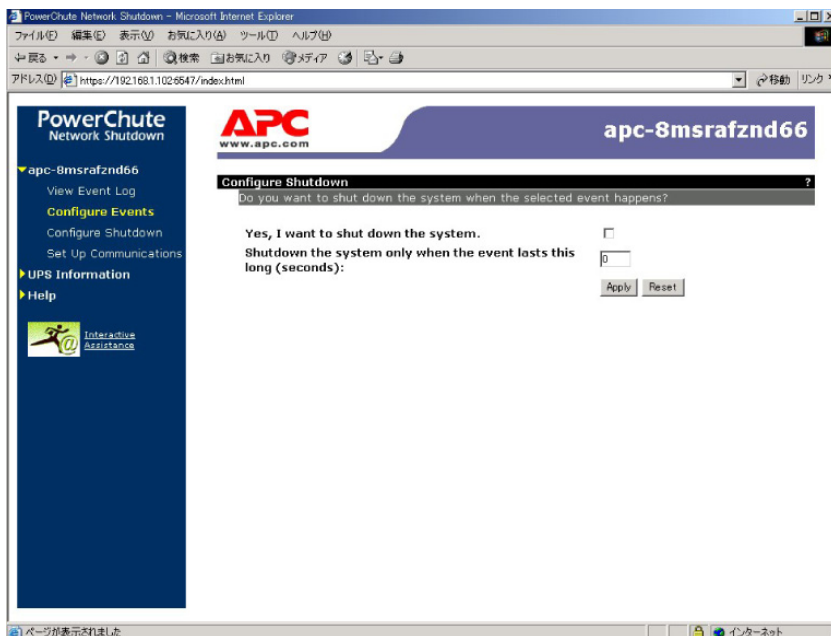 PowerChute Network Shutdown - Microsoft Internet Explorer
ファイル(F) 編集(E) 表示(V) お気に入り(A) ツール(T) ヘルプ(H)
戻る 検索 お気に入り メディア
アドレス(D) https://192.168.1.102:6547/index.html 移動 リンク
PowerChute
Network Shutdown
apc-8msrafznd66
View Event Log
Configure Events
Configure Shutdown
Set Up Communications
UPS Information
Help
Interactive
Assistance
APC
www.apc.com
apc-8msrafznd66
Configure Shutdown ?
Do you want to shut down the system when the selected event happens?
Yes, I want to shut down the system.
Shutdown the system only when the event lasts this
long (seconds):
0
Apply Reset
ページが表示されました インターネット